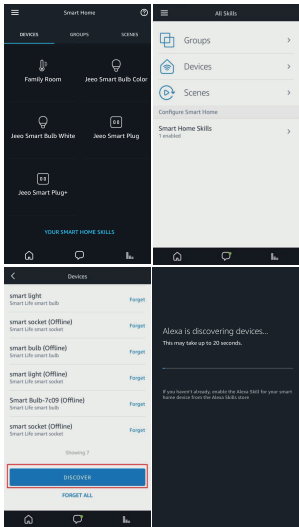 Smart Home
DEVICES GROUPS SCENES
Family Room Jeeo Smart Bulb Color
Jeeo Smart Bulb White Jeeo Smart Plug
Jeeo Smart Plug+
YOUR SMART HOME SKILLS
All Skills
Groups
Devices
Scenes
Configure Smart Home
Smart Home Skills
1 enabled
Devices
smart light
Smart Life smart bulb
Forget
smart socket (Offline)
Smart Life smart socket
Forget
smart bulb (Offline)
Smart Life smart bulb
Forget
smart light (Offline)
Smart Life smart socket
Forget
Smart Bulb-7c09 (Offline)
Smart Life smart bulb
Forget
smart socket (Offline)
Smart Life smart socket
Forget
Showing 7
DISCOVER
FORGET ALL
Alexa is discovering devices...
This may take up to 20 seconds.
If you haven't already, enable the Alexa Skill for your smart
home device from the Alexa Skills store